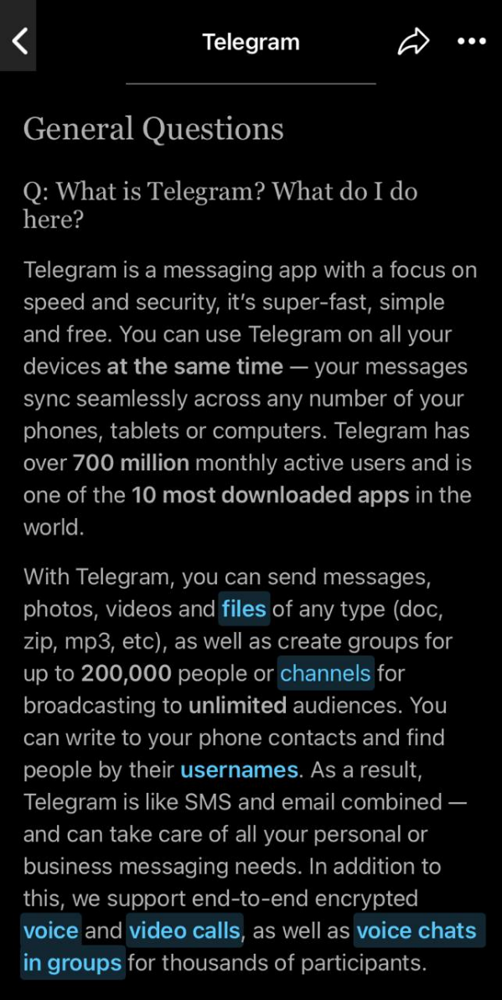 Telegram
General Questions
Q: What is Telegram? What do I do
here?
Telegram is a messaging app with a focus on
speed and security, it’s super-fast, simple
and free. You can use Telegram on all your
devices at the same time — your messages
sync seamlessly across any number of your
phones, tablets or computers. Telegram has
over 700 million monthly active users and is
one of the 10 most downloaded apps in the
world.
With Telegram, you can send messages,
photos, videos and files of any type (doc,
zip, mp3, etc), as well as create groups for
up to 200,000 people or channels for
broadcasting to unlimited audiences. You
can write to your phone contacts and find
people by their usernames. As a result,
Telegram is like SMS and email combined —
and can take care of all your personal or
business messaging needs. In addition to
this, we support end-to-end encrypted
voice and video calls, as well as voice chats
in groups for thousands of participants.